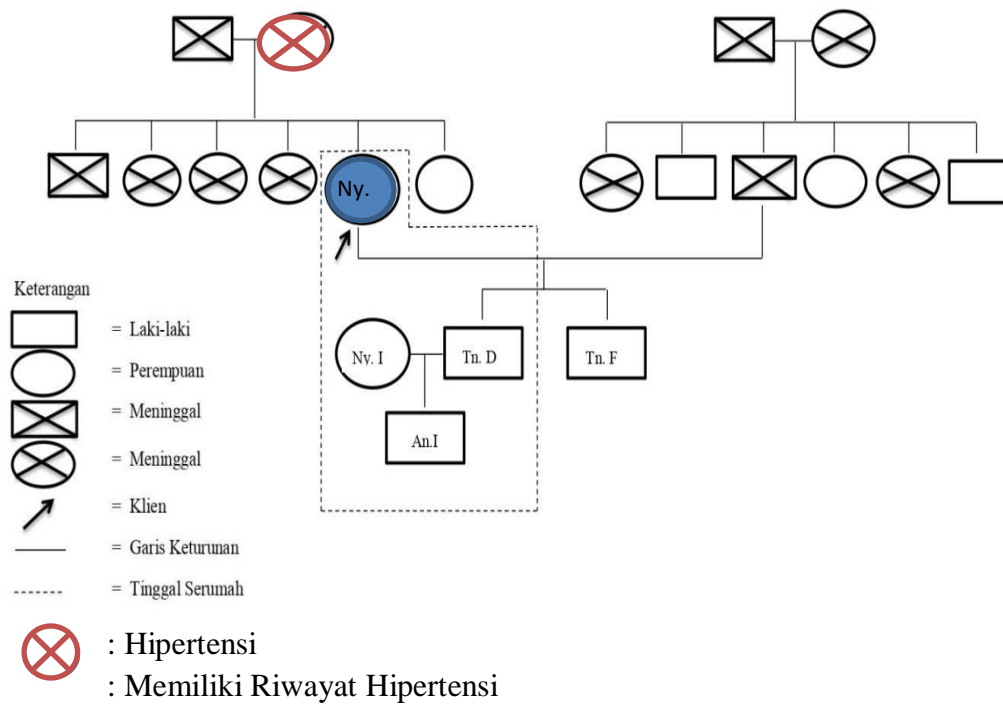 Ny.
Keterangan
= Laki-laki
= Perempuan
= Meninggal
= Meninggal
= Klien
= Garis Keturunan
= Tinggal Serumah
Ny. I
Tn. D
Tn. F
An.I
: Hipertensi
: Memiliki Riwayat Hipertensi